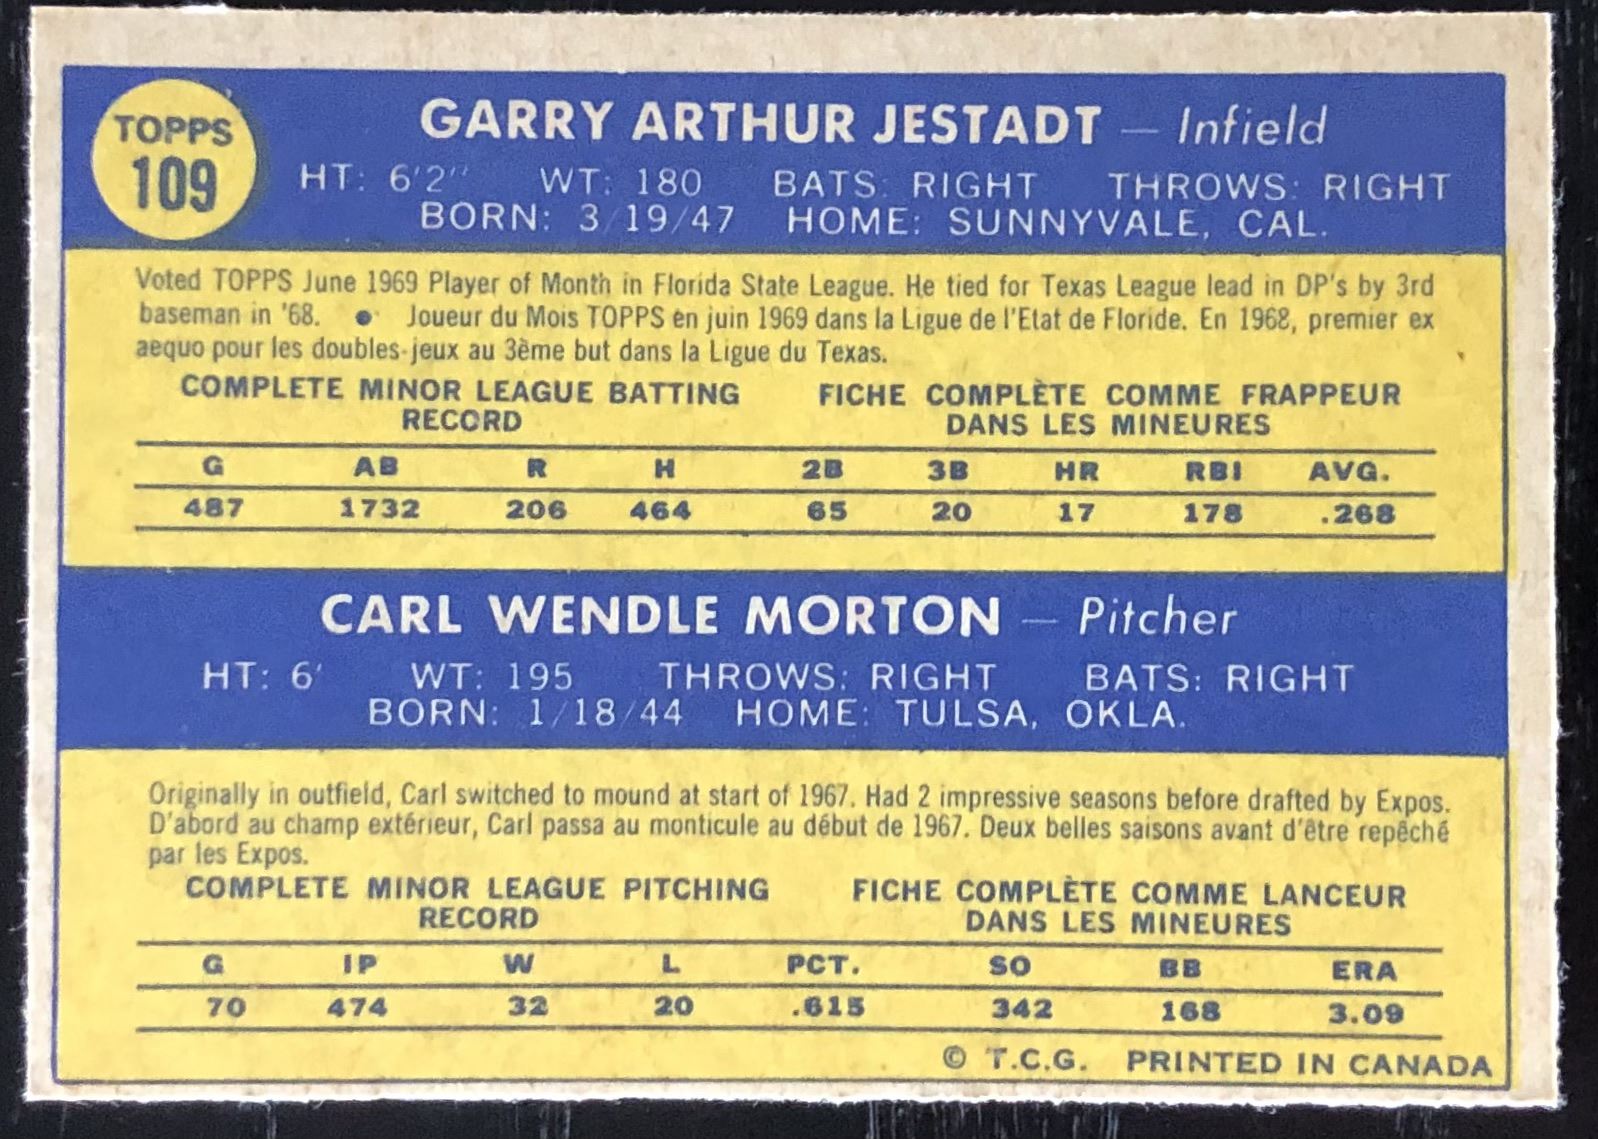 TOPPS
109
GARRY ARTHUR JESTADT — Infield
HT: 6'2" WT: 180 BATS: RIGHT THROWS: RIGHT
BORN: 3/19/47 HOME: SUNNYVALE, CAL.
Voted TOPPS June 1969 Player of Month in Florida State League. He tied for Texas League lead in DP's by 3rd
baseman in '68. ● Joueur du Mois TOPPS en juin 1969 dans la Ligue de l'Etat de Floride. En 1968, premier ex
aequo pour les doubles-jeux au 3ème but dans la Ligue du Texas.
COMPLETE MINOR LEAGUE BATTING FICHE COMPLÈTE COMME FRAPPEUR
RECORD DANS LES MINEURES
G AB R H 2B 3B HR RBI AVG.
487 1732 206 464 65 20 17 178 .268
CARL WENDLE MORTON — Pitcher
HT: 6' WT: 195 THROWS: RIGHT BATS: RIGHT
BORN: 1/18/44 HOME: TULSA, OKLA.
Originally in outfield, Carl switched to mound at start of 1967. Had 2 impressive seasons before drafted by Expos.
D'abord au champ extérieur, Carl passa au monticule au début de 1967. Deux belles saisons avant d'être repêché
par les Expos.
COMPLETE MINOR LEAGUE PITCHING FICHE COMPLÈTE COMME LANCEUR
RECORD DANS LES MINEURES
G IP W L PCT. SO BB ERA
70 474 32 20 .615 342 168 3.09
© T.C.G. PRINTED IN CANADA